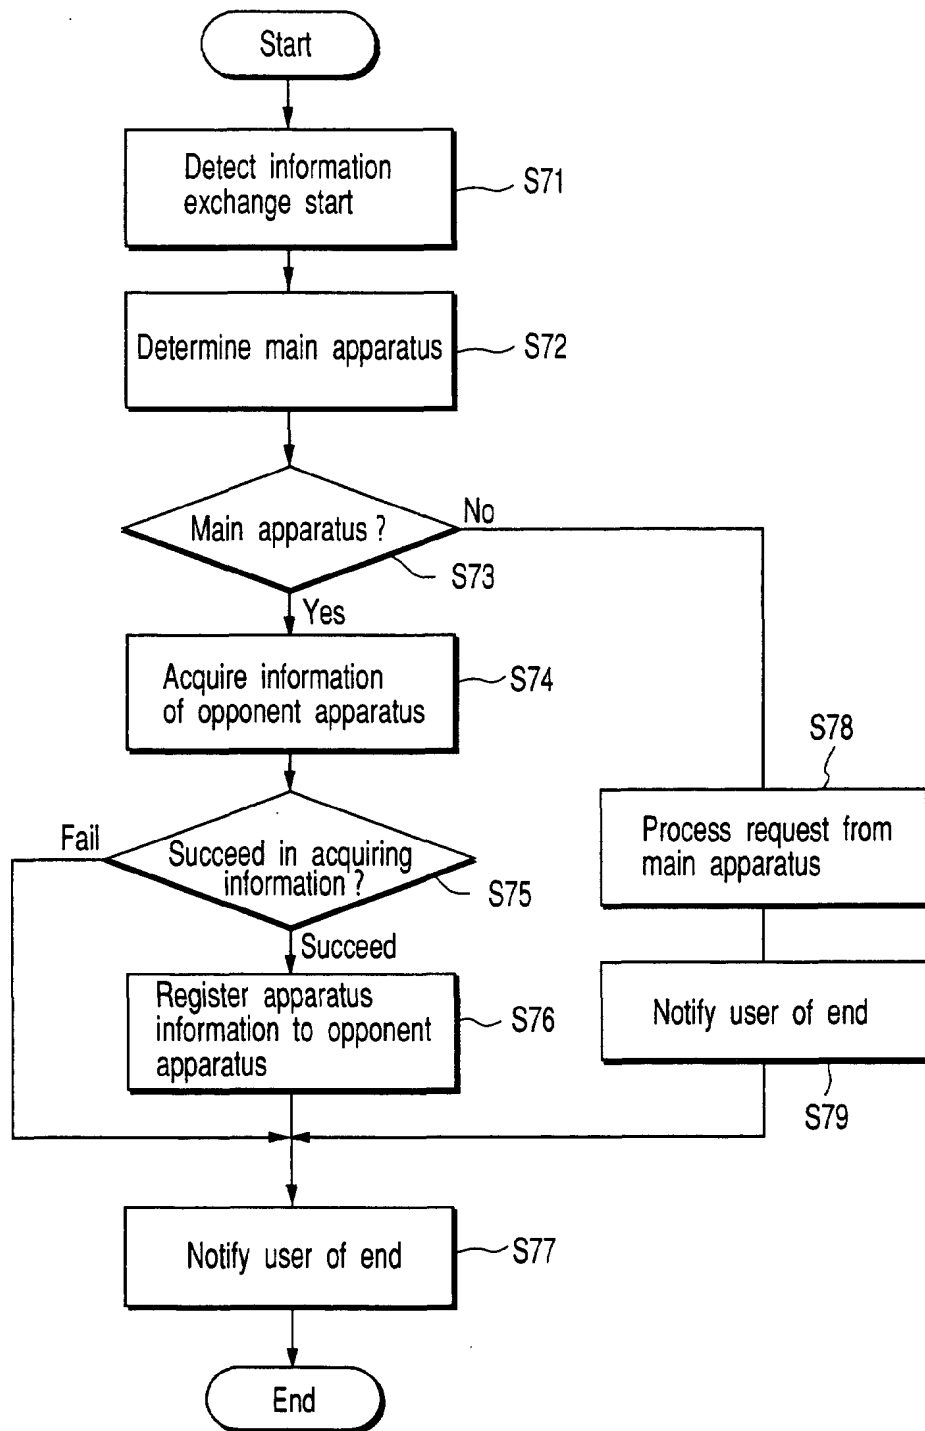 Start
Detect information
exchange start
S71
Determine main apparatus
S72
Main apparatus ?
No
S73
Yes
Acquire information
of opponent apparatus
S74
S78
Process request from
main apparatus
Fail
Succeed in acquiring
information ?
S75
Succeed
Register apparatus
information to opponent
apparatus
S76
Notify user of end
S79
Notify user of end
S77
End